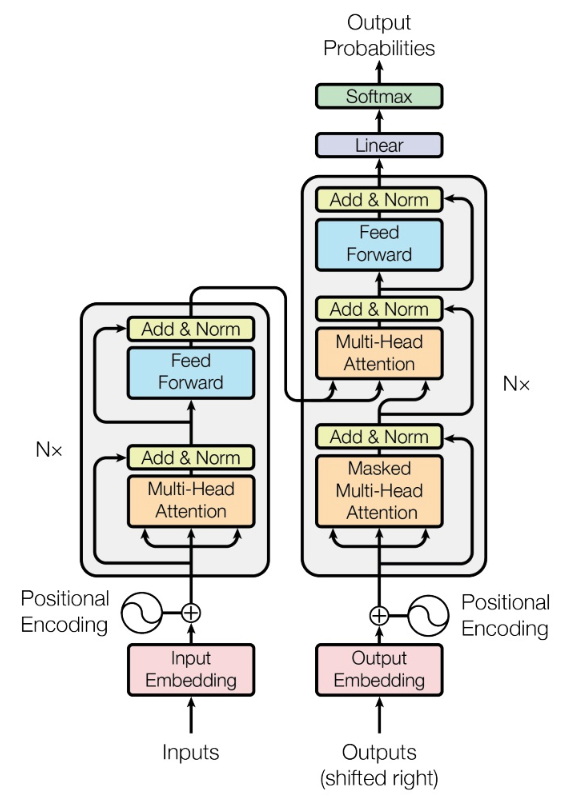 Output
Probabilities
Softmax
Linear
Add & Norm
Feed
Forward
Add & Norm
Multi-Head
Attention
Add & Norm
Masked
Multi-Head
Attention
N×
Add & Norm
Feed
Forward
N×
Add & Norm
Multi-Head
Attention
Positional
Encoding
Positional
Encoding
Input
Embedding
Output
Embedding
Inputs
Outputs
(shifted right)